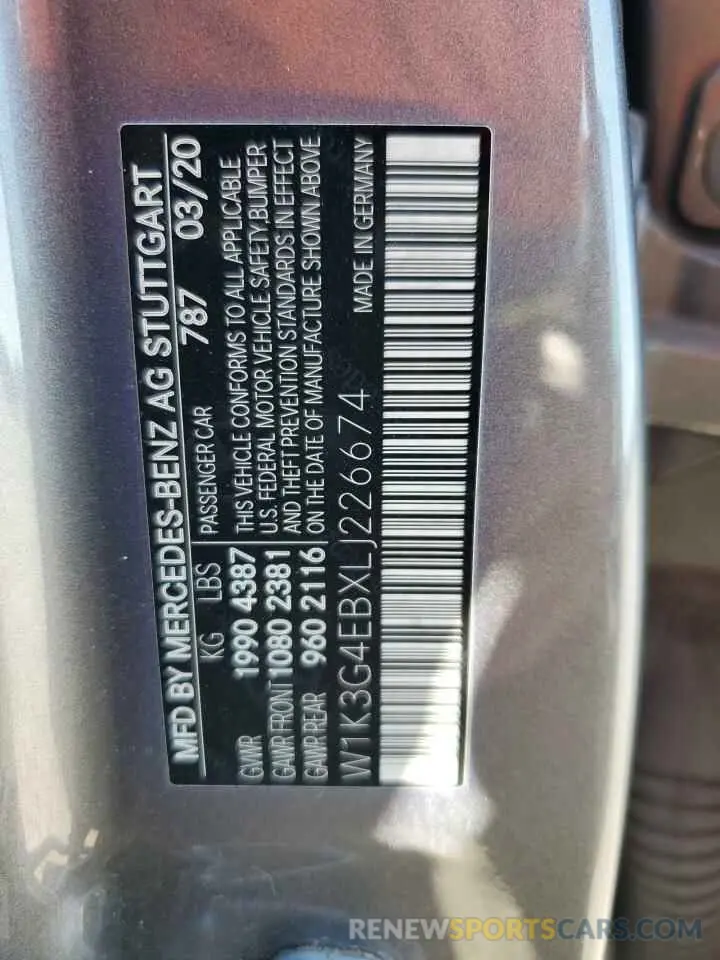 MFD BY MERCEDES-BENZ AG STUTTGART
KG LBS PASSENGER CAR 787 03/20
GVWR 1990 4387 THIS VEHICLE CONFORMS TO ALL APPLICABLE
U.S. FEDERAL MOTOR VEHICLE SAFETY BUMPER
GAWR FRONT 1080 2381 AND THEFT PREVENTION STANDARDS IN EFFECT
GAWR REAR 960 2116 ON THE DATE OF MANUFACTURE SHOWN ABOVE
W1K3G4EBXLJ226674 MADE IN GERMANY
RENEWSPORTSCAR.COM